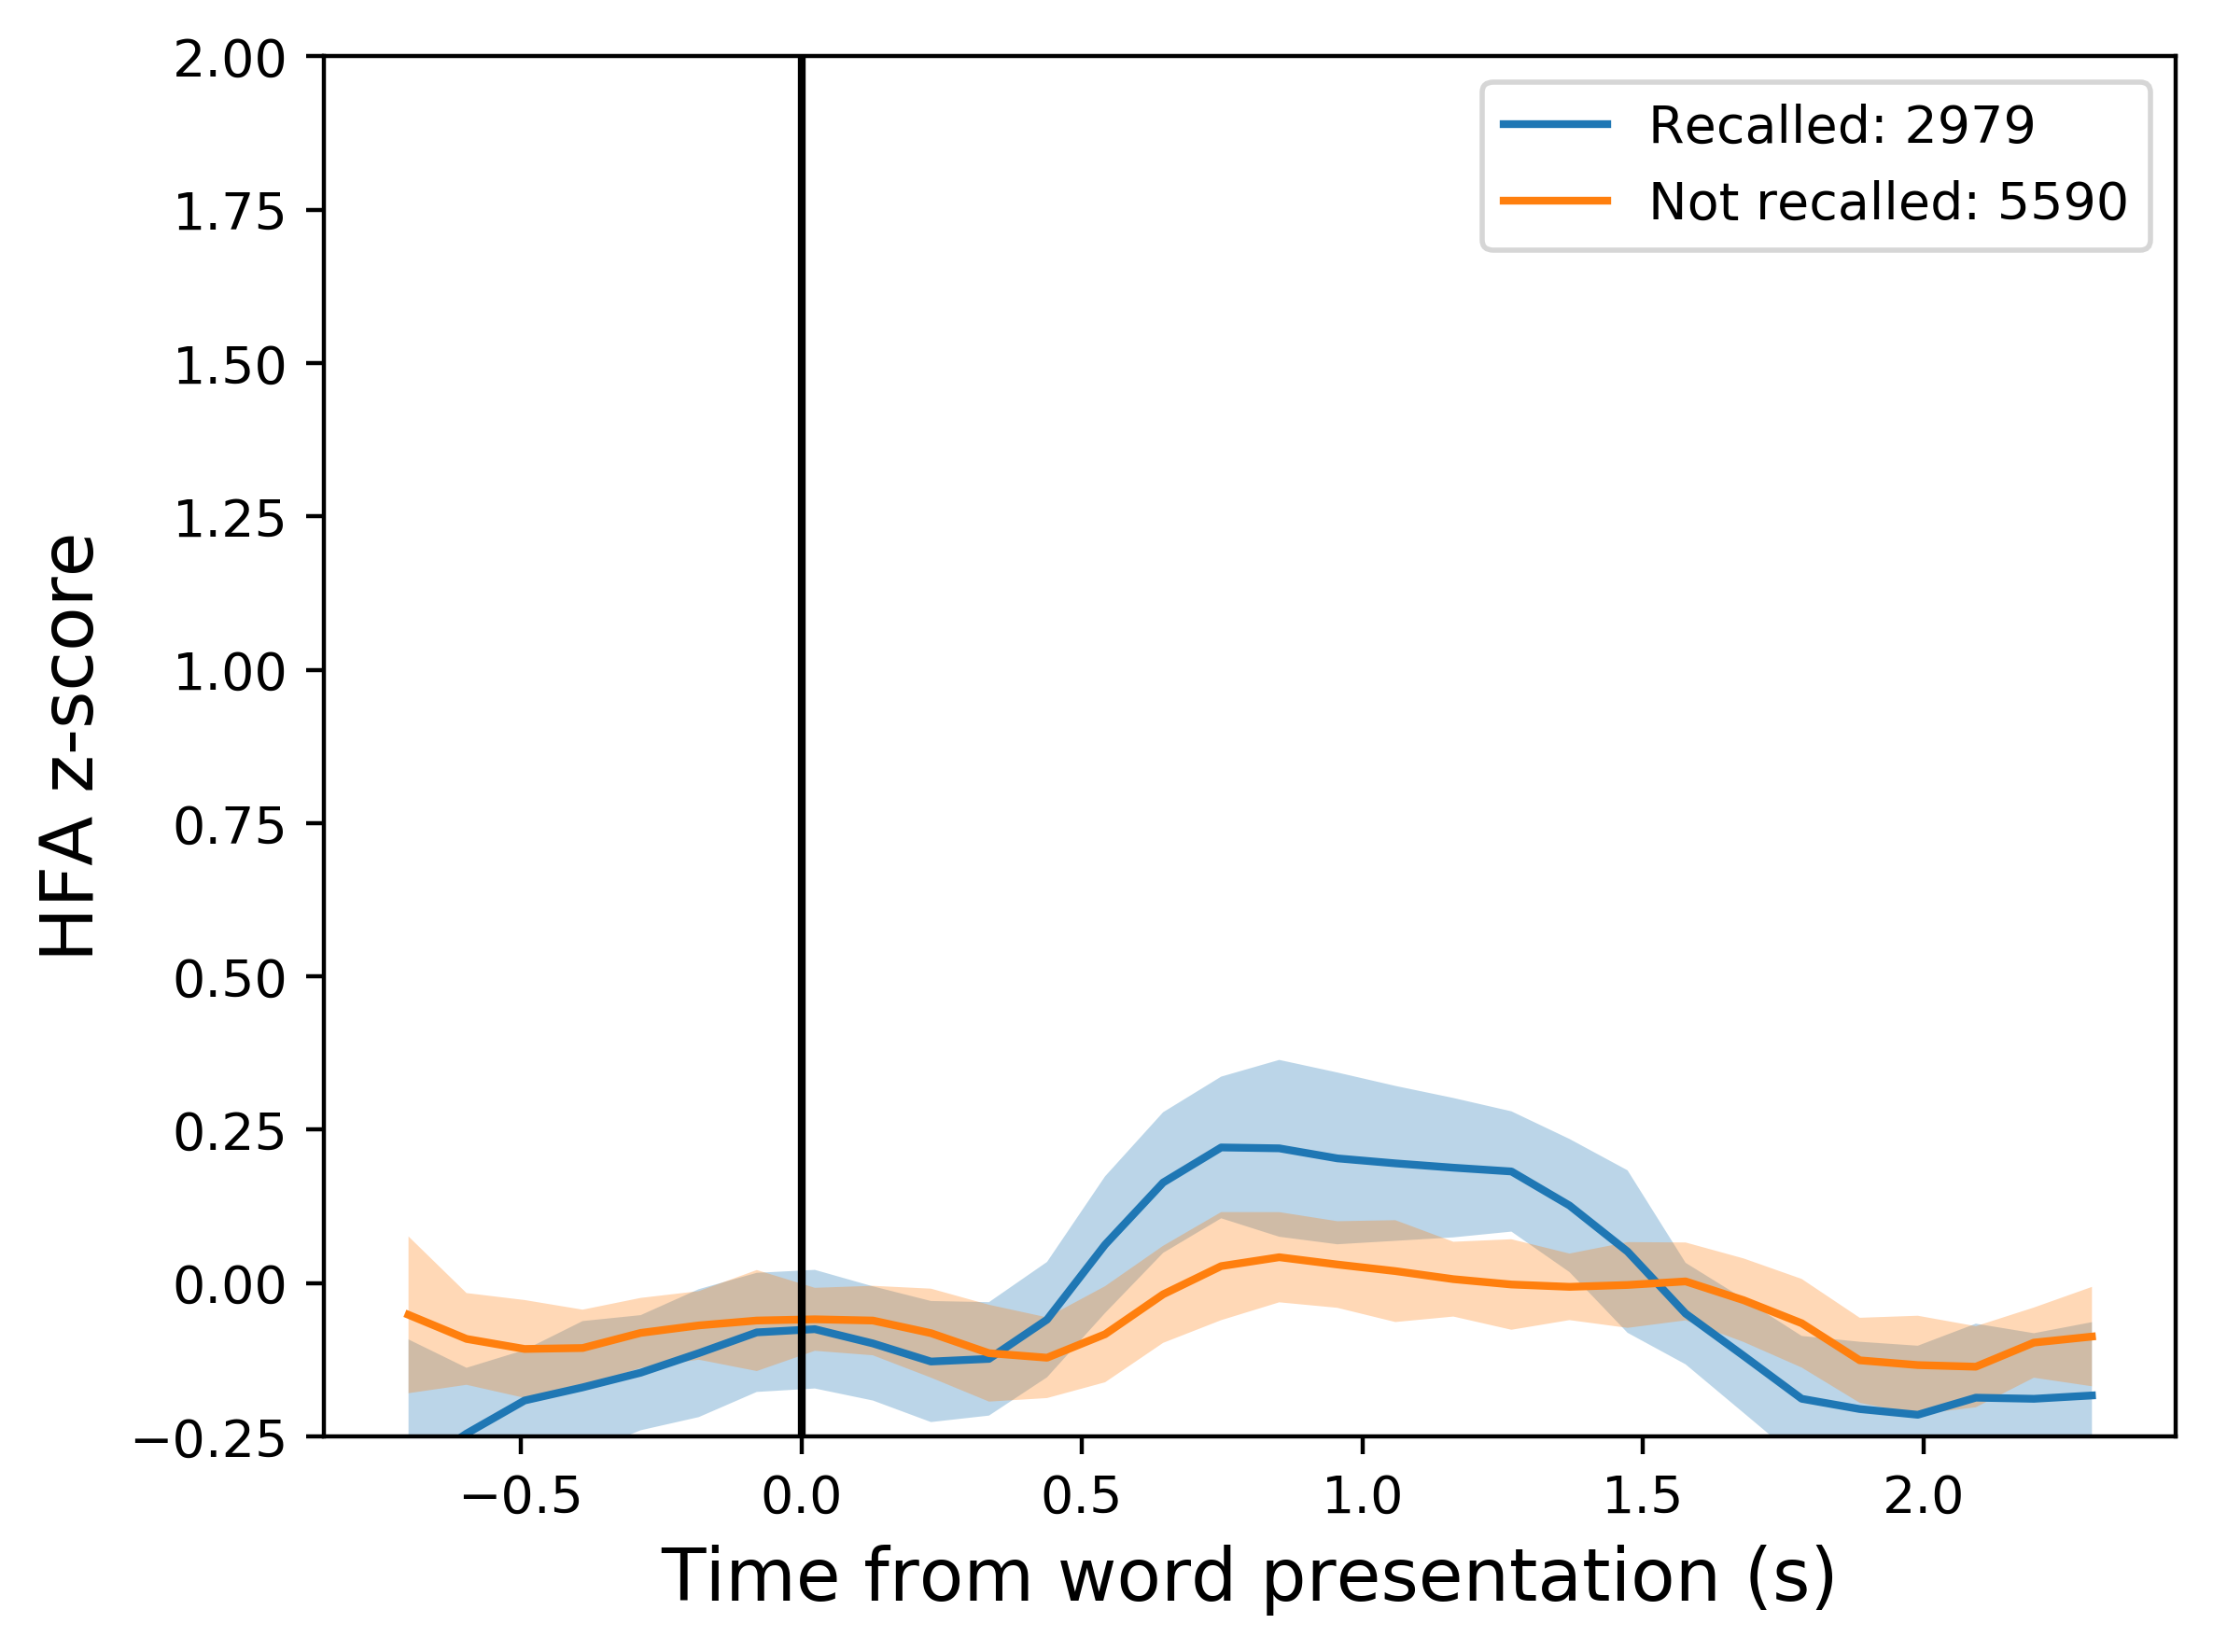 2.00
1.75
1.50
1.25
1.00
0.75
0.50
0.25
0.00
−0.25
HFA z-score
Recalled: 2979
Not recalled: 5590
−0.5 0.0 0.5 1.0 1.5 2.0
Time from word presentation (s)